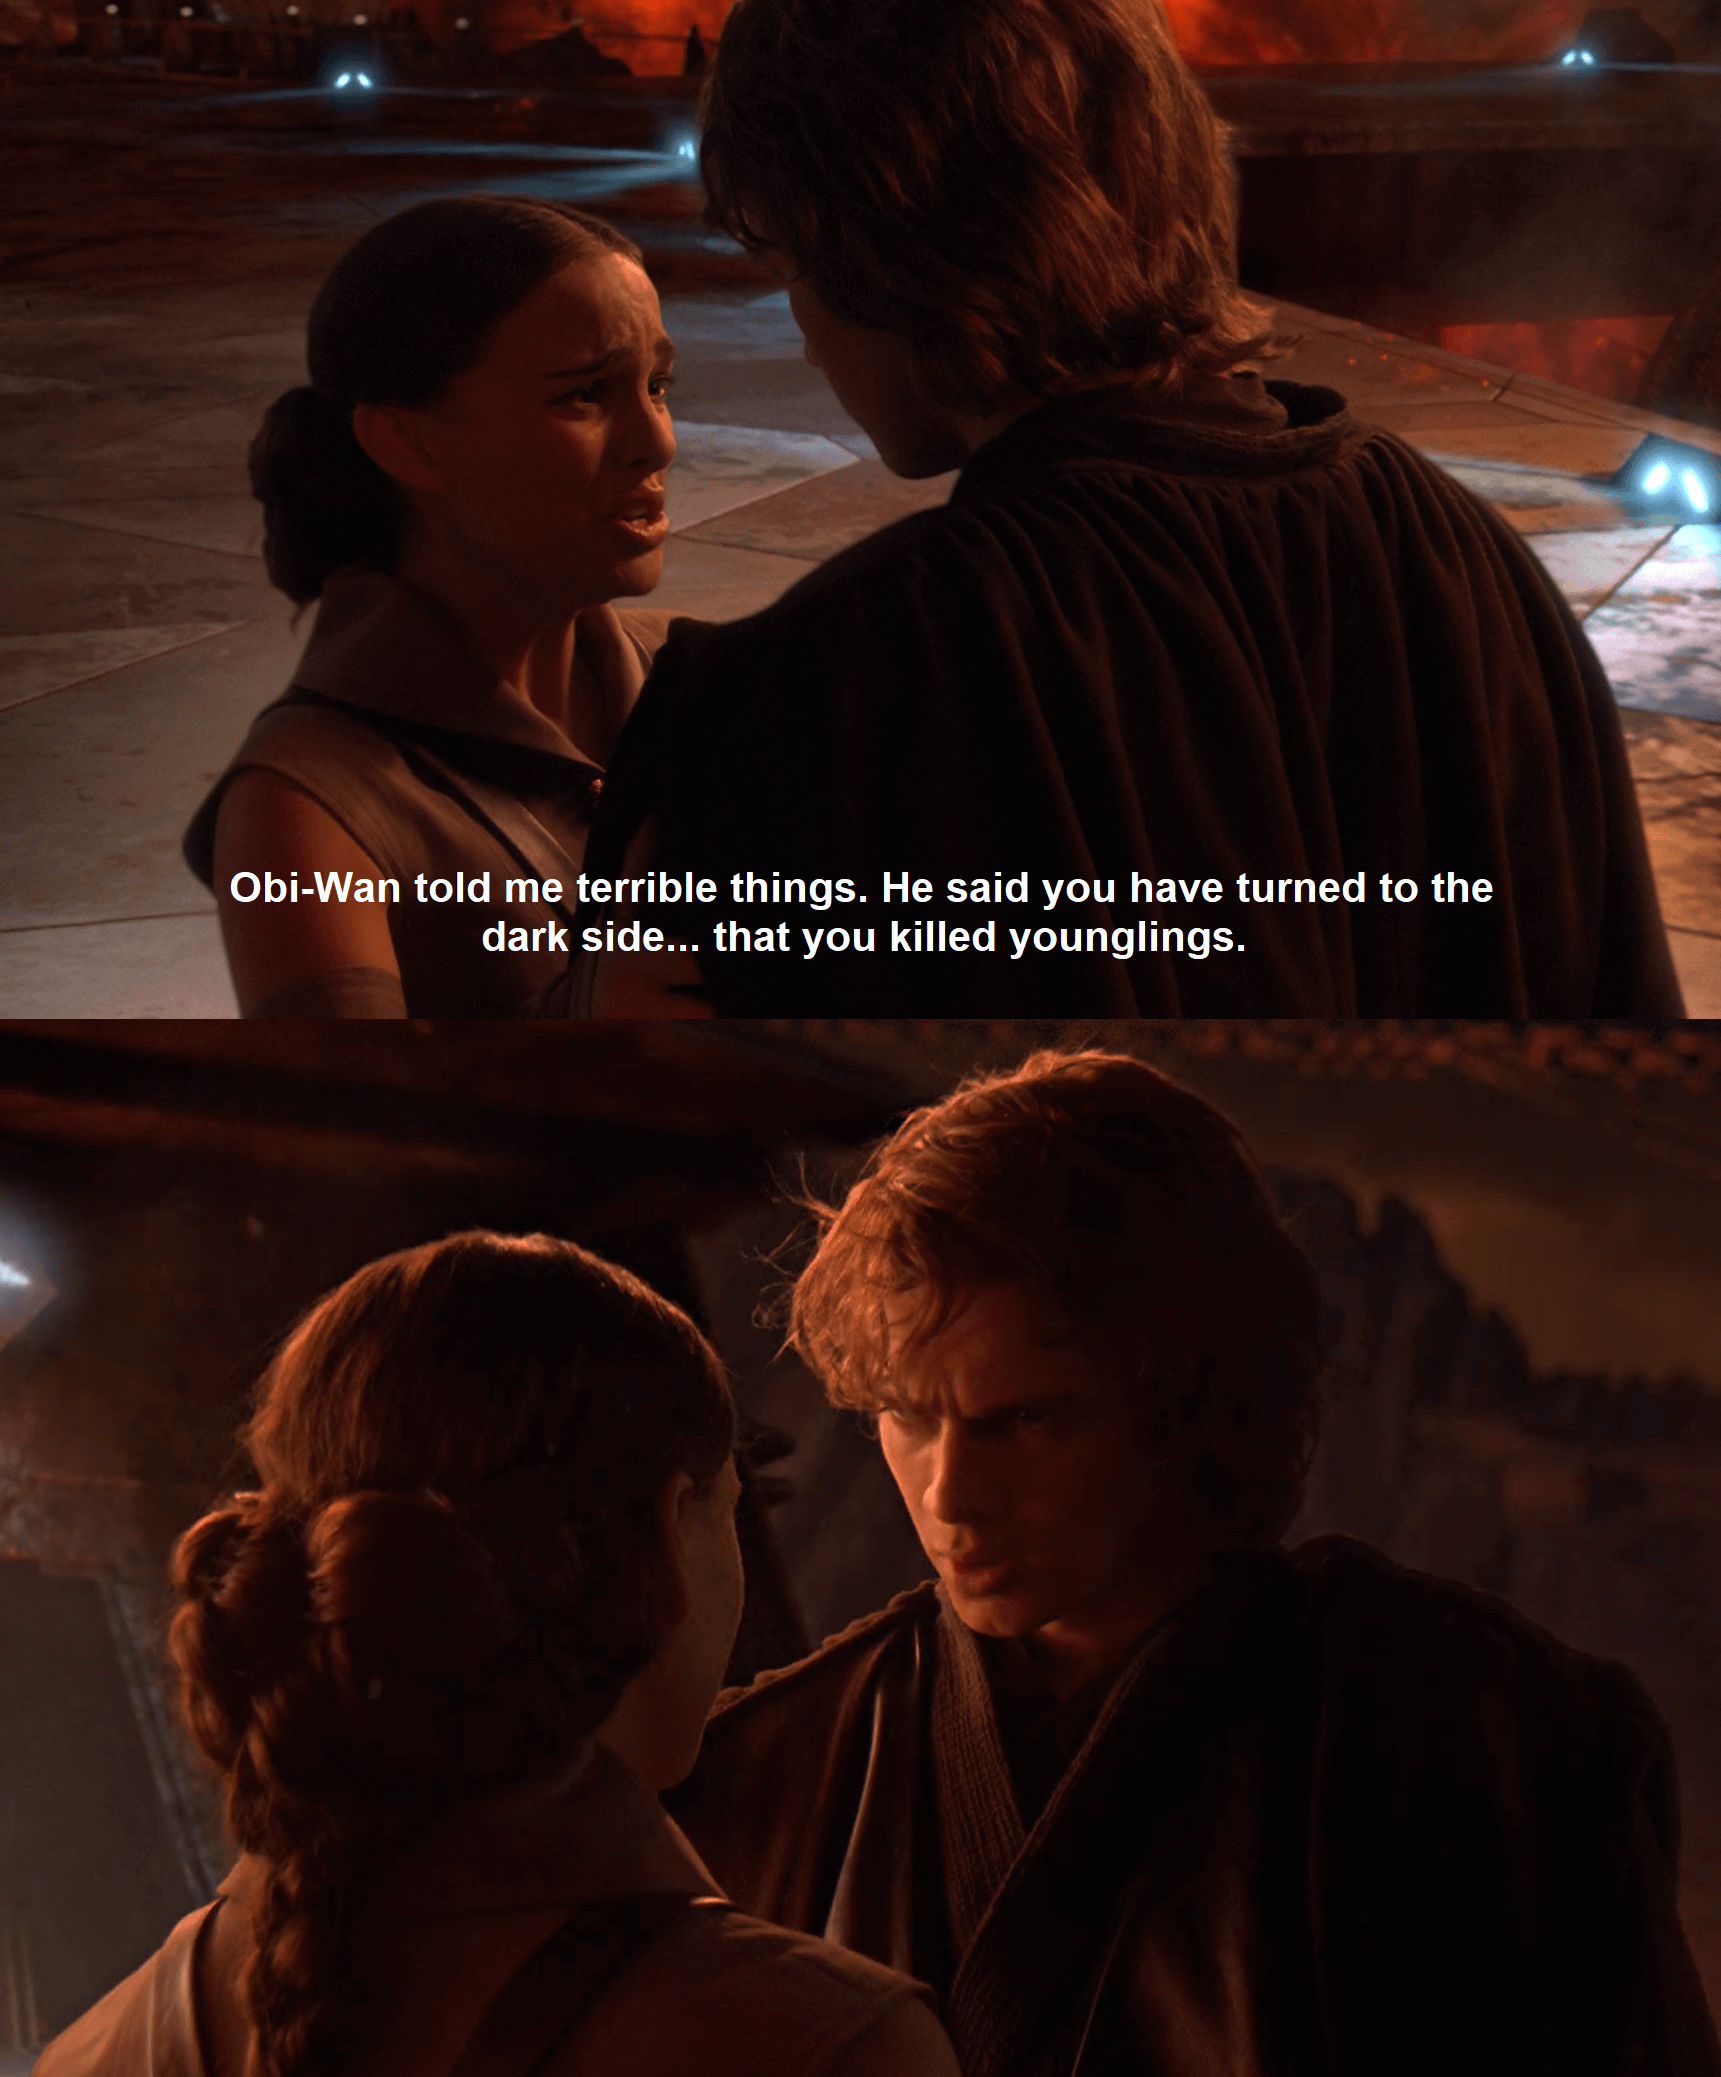 Obi-Wan told me terrible things. He said you have turned to the
dark side... that you killed younglings.